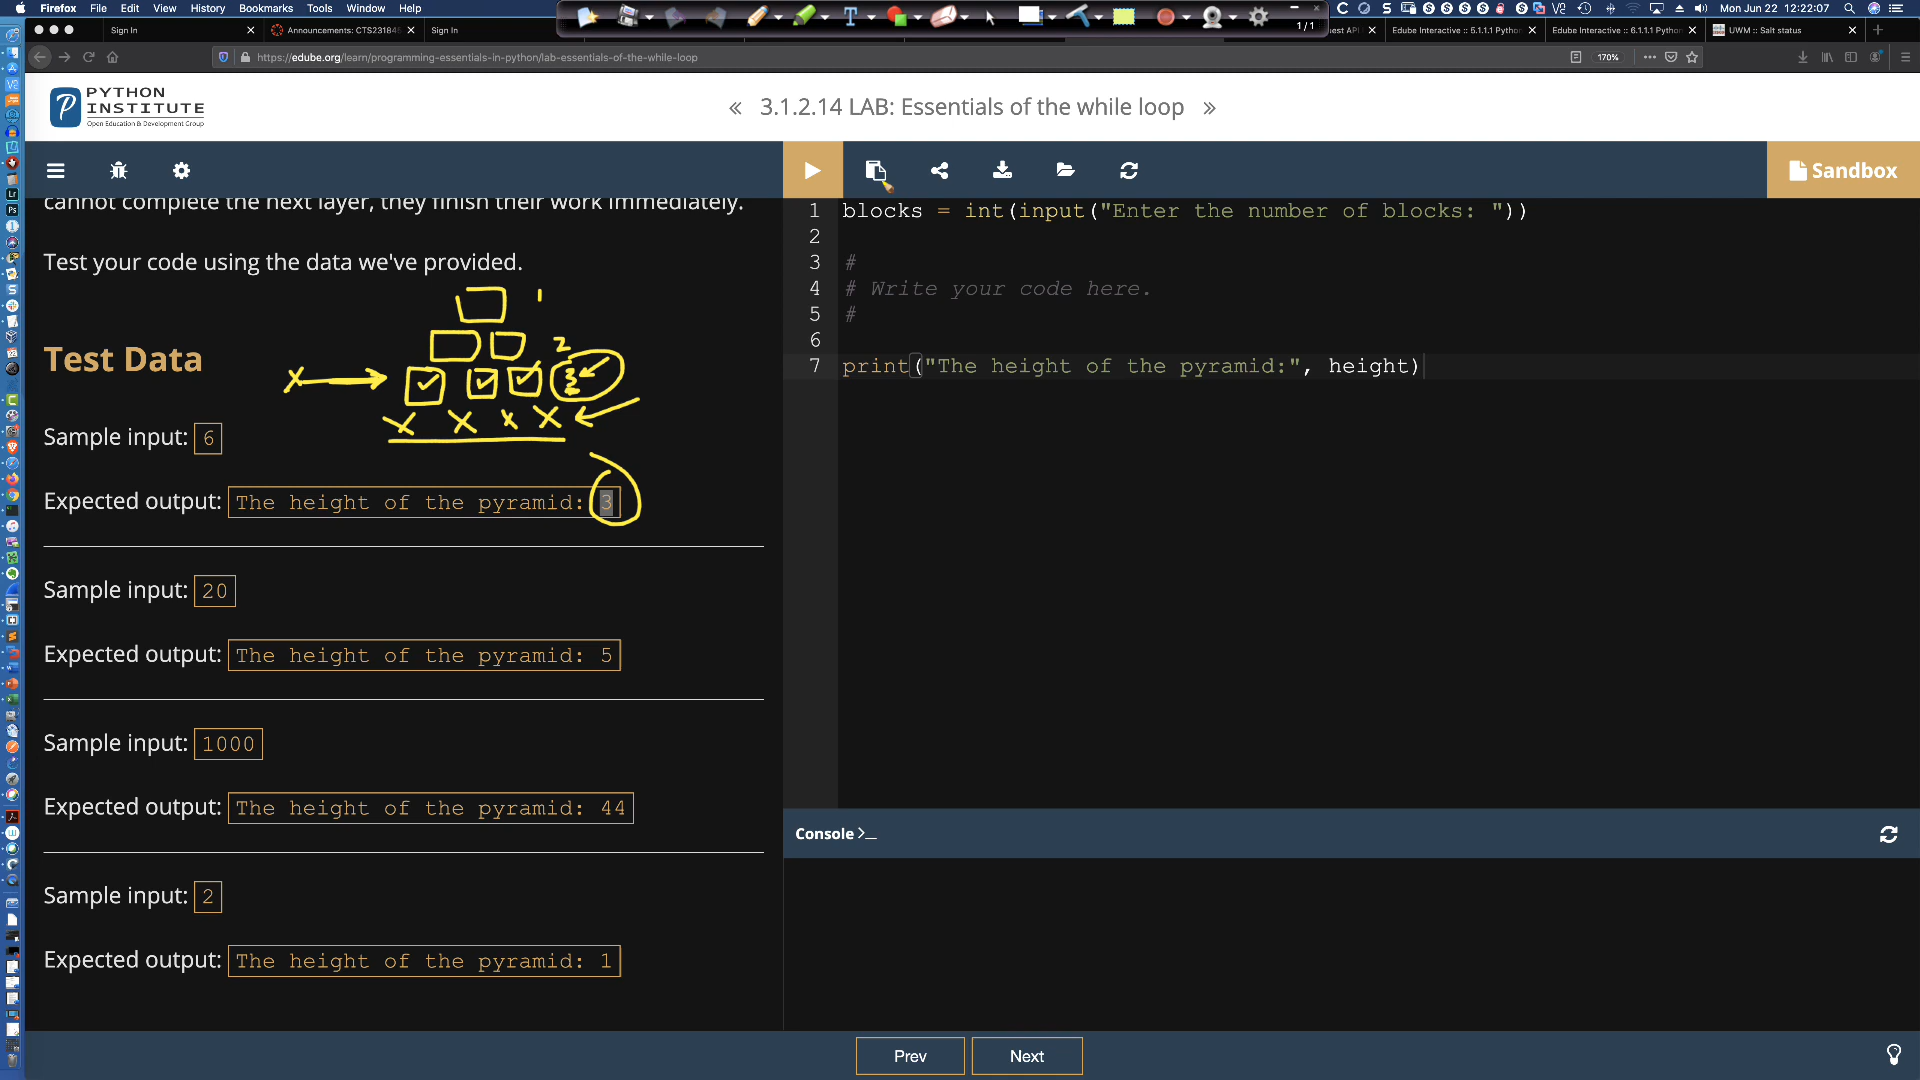 Firefox File Edit View History Bookmarks Tools Window Help
1/1
Mon Jun 22 12:22:07
Sign In
Announcements: CTS231845
Sign In
Edube Interactive :: 5.1.1.1 Python
Edube Interactive :: 6.1.1.1 Python
UWM :: Salt status
https://edube.org/learn/programming-essentials-in-python/lab-essentials-of-the-while-loop
170%
PYTHON
INSTITUTE
Open Education & Development Group
« 3.1.2.14 LAB: Essentials of the while loop »
Sandbox
cannot complete the next layer, they finish their work immediately.
Test your code using the data we've provided.
1
2
3
X
X X X X
Test Data
Sample input: 6
Expected output: The height of the pyramid: 3
Sample input: 20
Expected output: The height of the pyramid: 5
Sample input: 1000
Expected output: The height of the pyramid: 44
Sample input: 2
Expected output: The height of the pyramid: 1
1 blocks = int(input("Enter the number of blocks: "))
2
3 #
4 # Write your code here.
5 #
6
7 print("The height of the pyramid:", height)
Console >_
Prev
Next